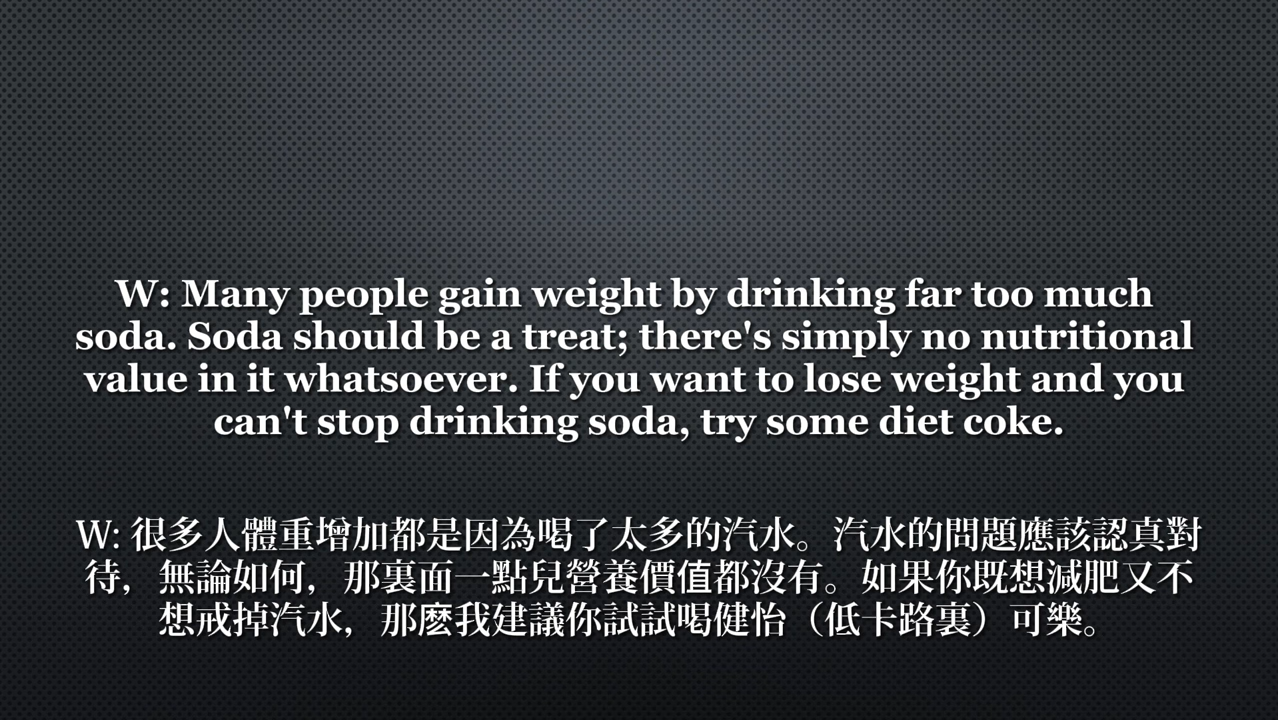 W: Many people gain weight by drinking far too much
soda. Soda should be a treat; there's simply no nutritional
value in it whatsoever. If you want to lose weight and you
can't stop drinking soda, try some diet coke.
W: 很多人體重增加都是因為喝了太多的汽水。汽水的問題應該認真對
待，無論如何，那裏面一點兒營養價值都沒有。如果你既想減肥又不
想戒掉汽水，那麽我建議你試試喝健怡（低卡路裏）可樂。